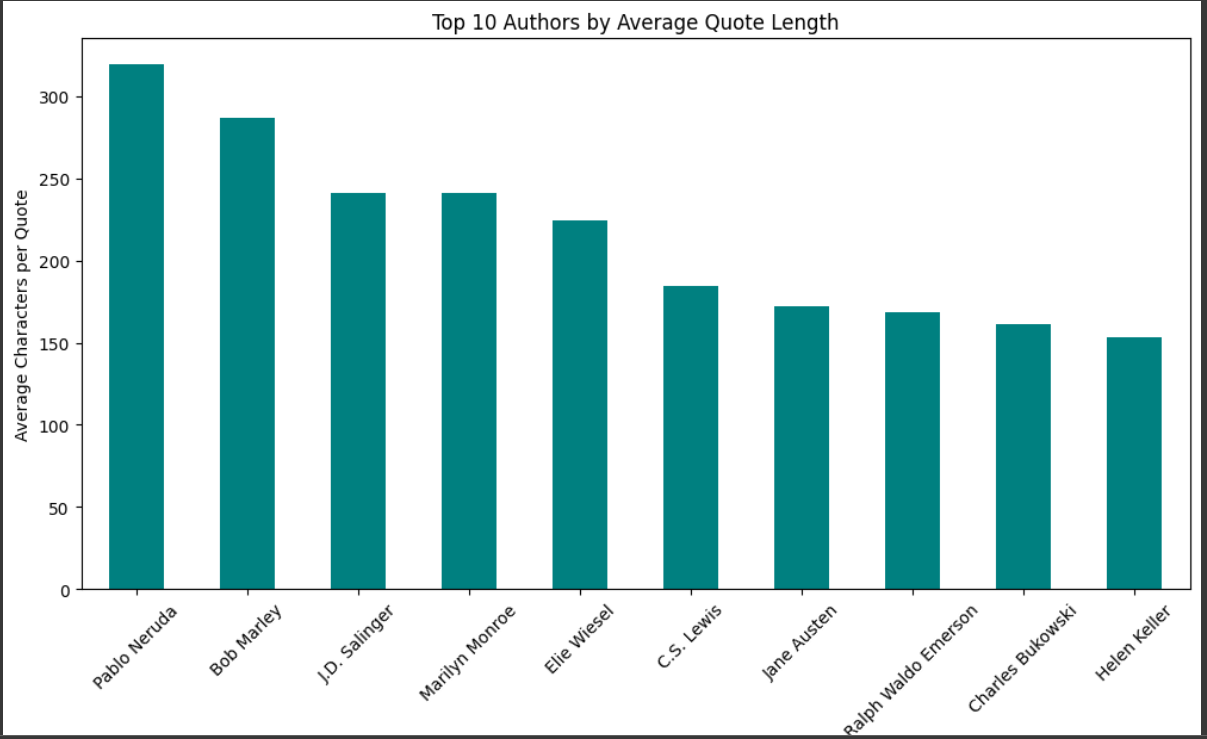 Top 10 Authors by Average Quote Length
Average Characters per Quote
300
250
200
150
100
50
0
Pablo Neruda
Bob Marley
J.D. Salinger
Marilyn Monroe
Elie Wiesel
C.S. Lewis
Jane Austen
Ralph Waldo Emerson
Charles Bukowski
Helen Keller